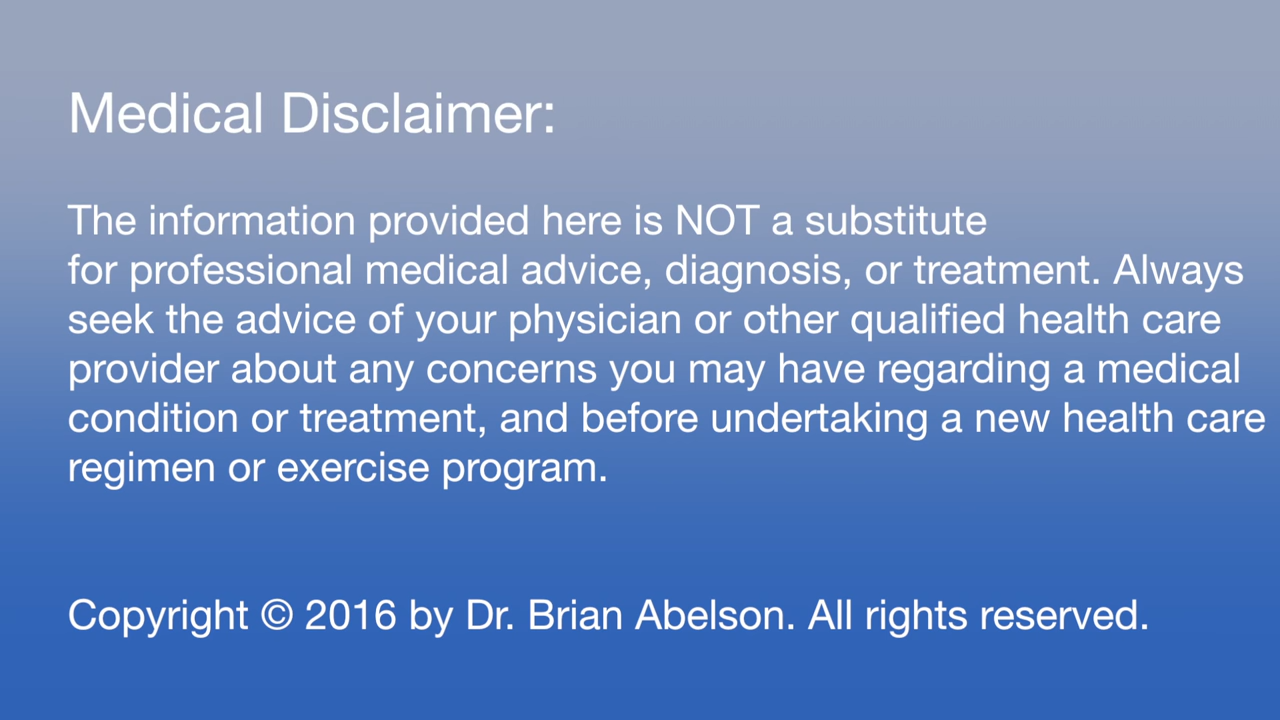 Medical Disclaimer:
The information provided here is NOT a substitute
for professional medical advice, diagnosis, or treatment. Always
seek the advice of your physician or other qualified health care
provider about any concerns you may have regarding a medical
condition or treatment, and before undertaking a new health care
regimen or exercise program.
Copyright © 2016 by Dr. Brian Abelson. All rights reserved.